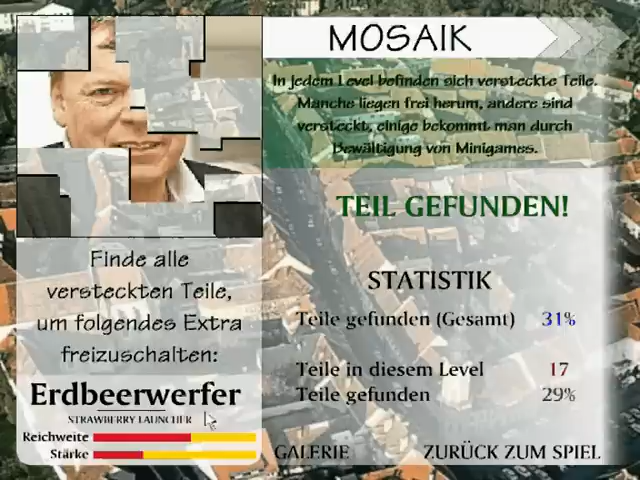 MOSAIK
In jedem Level befinden sich versteckte Teile.
Manche liegen frei herum, andere sind
versteckt, einige bekommt man durch
Bewältigung von Minigames.
TEIL GEFUNDEN!
Finde alle
versteckten Teile,
um folgendes Extra
freizuschalten:
Erdbeerwerfer
STRAWBERRY LAUNCHER
Reichweite
Stärke
STATISTIK
Teile gefunden (Gesamt) 31%
Teile in diesem Level 17
Teile gefunden 29%
GALERIE ZURÜCK ZUM SPIEL